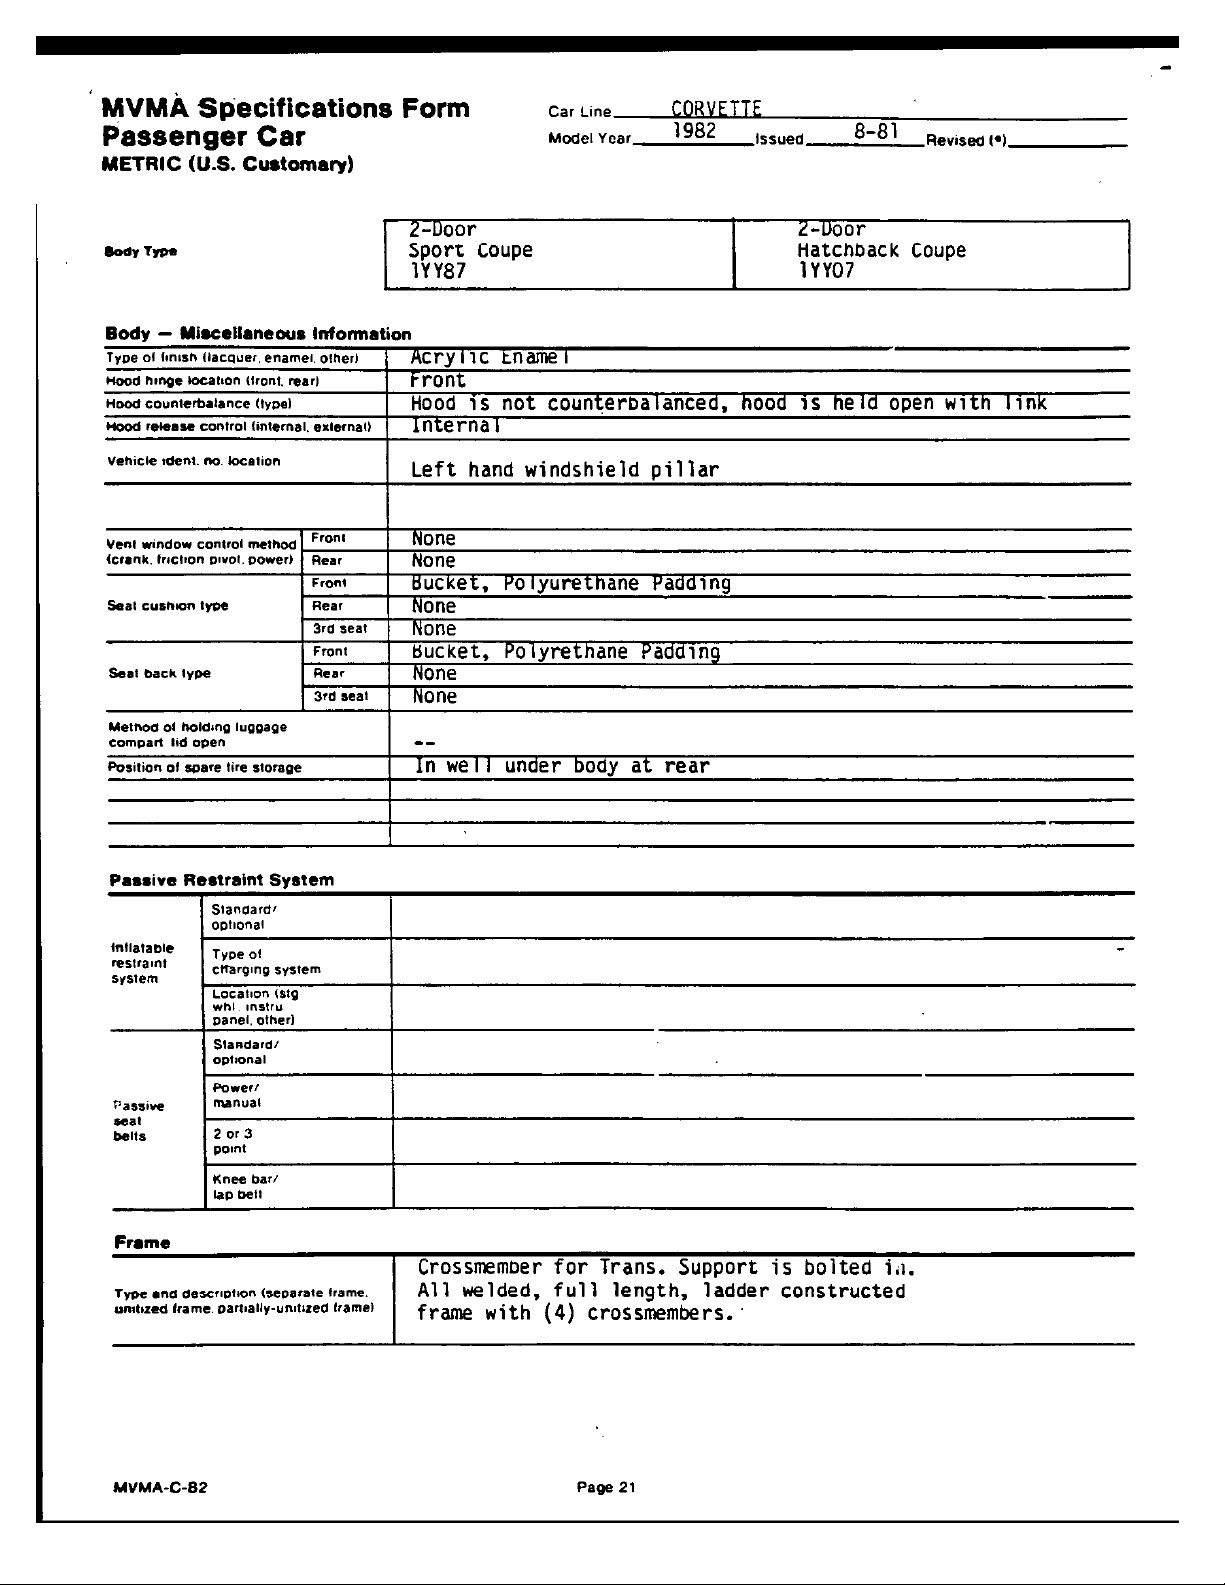 MVMA Specifications Form
Passenger Car
METRIC (U.S. Customary)
Car Line CORVETTE
Model Year 1982 Issued 8-81 Revised (•)
Body Type
2-Door
Sport Coupe
1YY87
2-Door
Hatchback Coupe
1YY07
Body — Miscellaneous Information
Type of finish (lacquer, enamel, other) Acrylic Enamel
Hood hinge location (front, rear) Front
Hood counterbalance (type) Hood is not counterbalanced, hood is held open with link
Hood release control (internal, external) Internal
Vehicle ident. no. location Left hand windshield pillar
Vent window control method
(crank, friction pivot, power)
Front None
Rear None
Seat cushion type
Front Bucket, Polyurethane Padding
Rear None
3rd seat None
Seat back type
Front Bucket, Polyrethane Padding
Rear None
3rd seat None
Method of holding luggage
compart lid open --
Position of spare tire storage In well under body at rear
Passive Restraint System
Inflatable
restraint
system
Standard/
optional
Type of
charging system
Location (stg
whl. instru
panel, other)
Passive
seat
belts
Standard/
optional
Power/
manual
2 or 3
point
Knee bar/
lap belt
Frame
Type and description (separate frame,
unitized frame, partially-unitized frame)
Crossmember for Trans. Support is bolted in.
All welded, full length, ladder constructed
frame with (4) crossmembers.
MVMA-C-82
Page 21